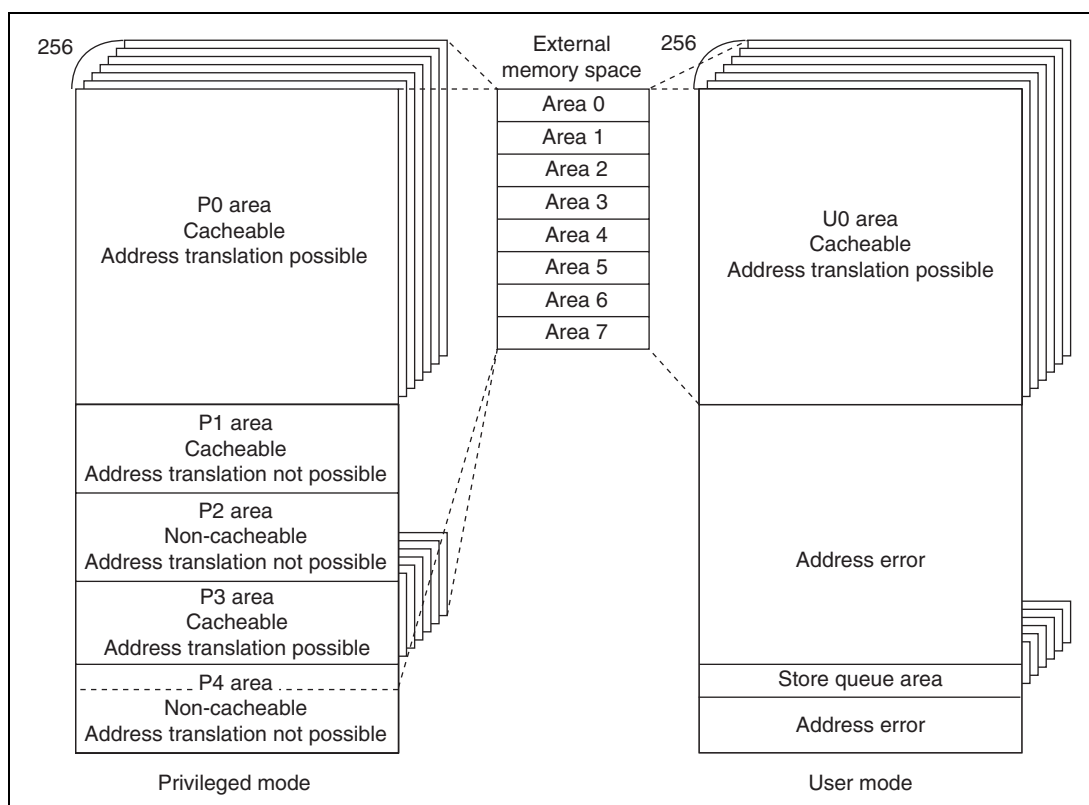 256
P0 area
Cacheable
Address translation possible
P1 area
Cacheable
Address translation not possible
P2 area
Non-cacheable
Address translation not possible
P3 area
Cacheable
Address translation possible
P4 area
Non-cacheable
Address translation not possible
Privileged mode
External
memory space
Area 0
Area 1
Area 2
Area 3
Area 4
Area 5
Area 6
Area 7
256
U0 area
Cacheable
Address translation possible
Address error
Store queue area
Address error
User mode